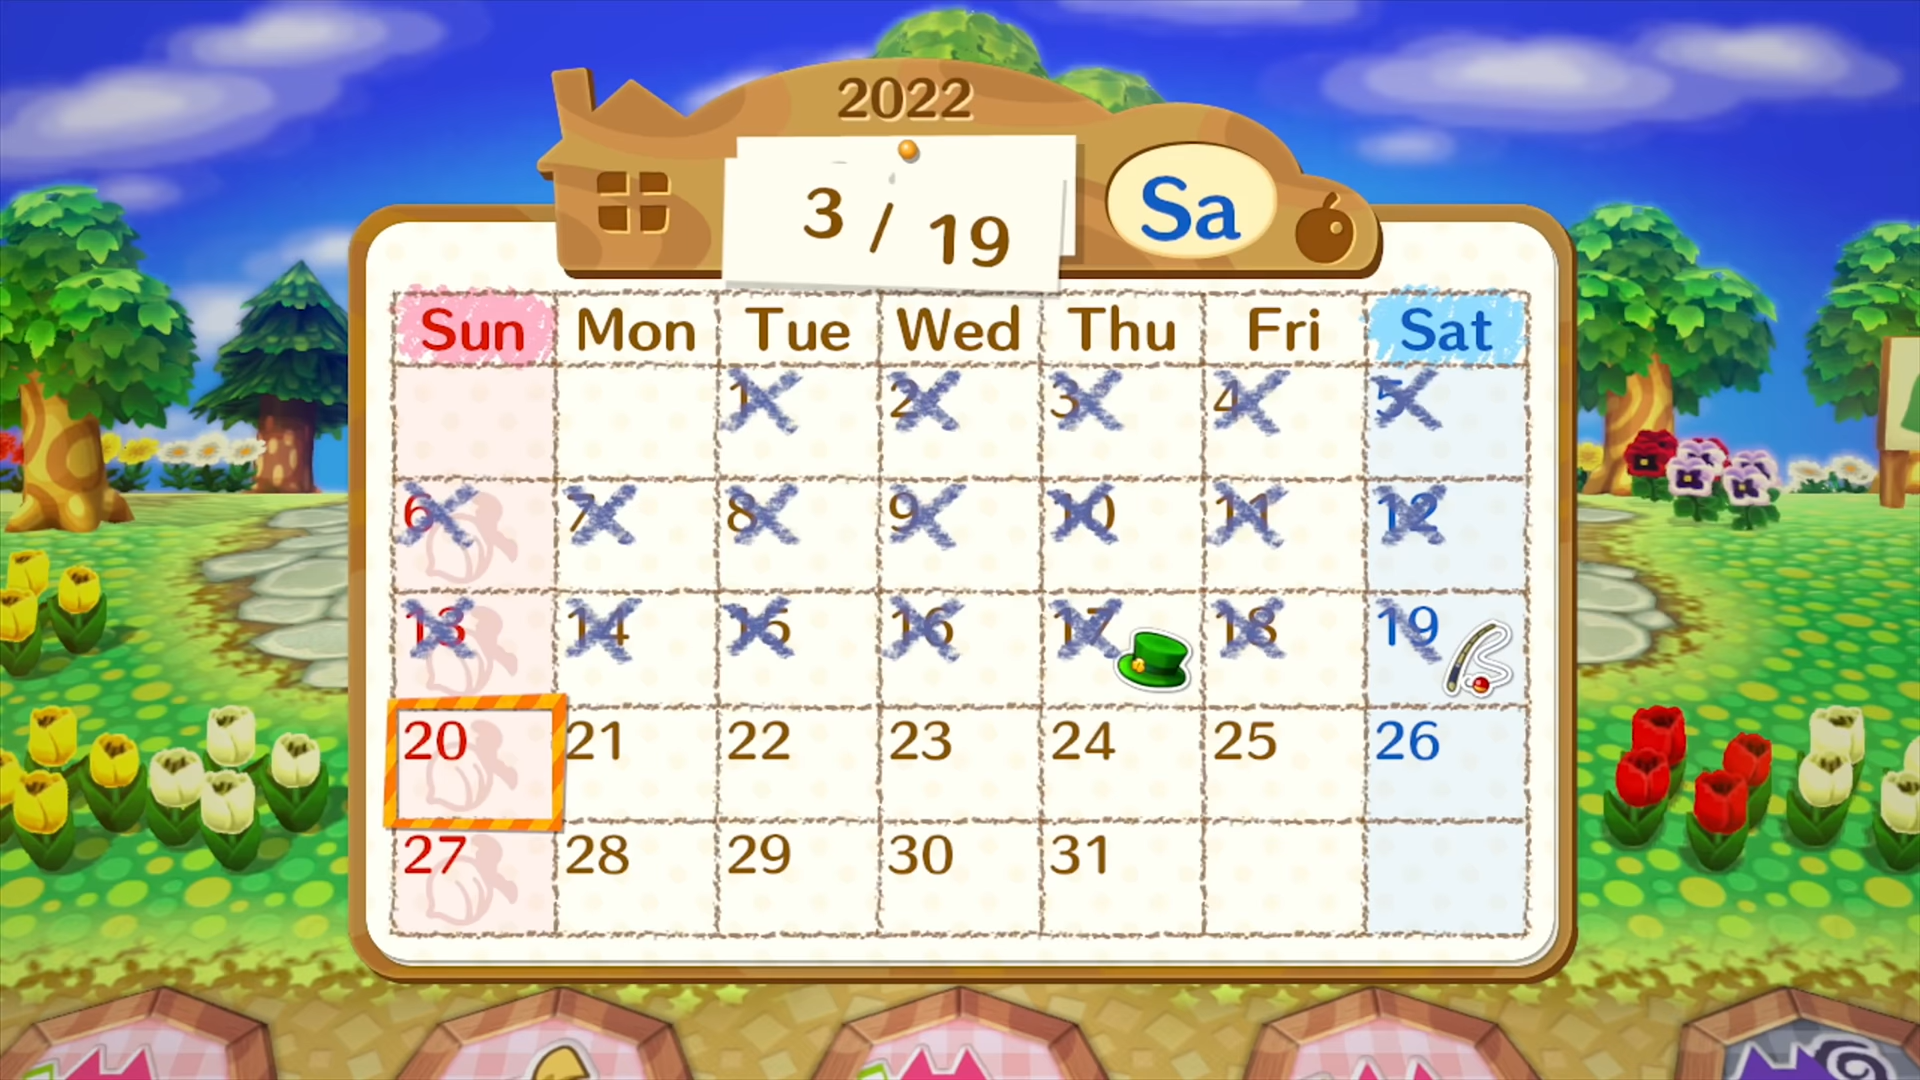 2022
3 / 19
Sa
Sun Mon Tue Wed Thu Fri Sat
1 2 3 4 5
6 7 8 9 10 11 12
13 14 15 16 17 18 19
20 21 22 23 24 25 26
27 28 29 30 31